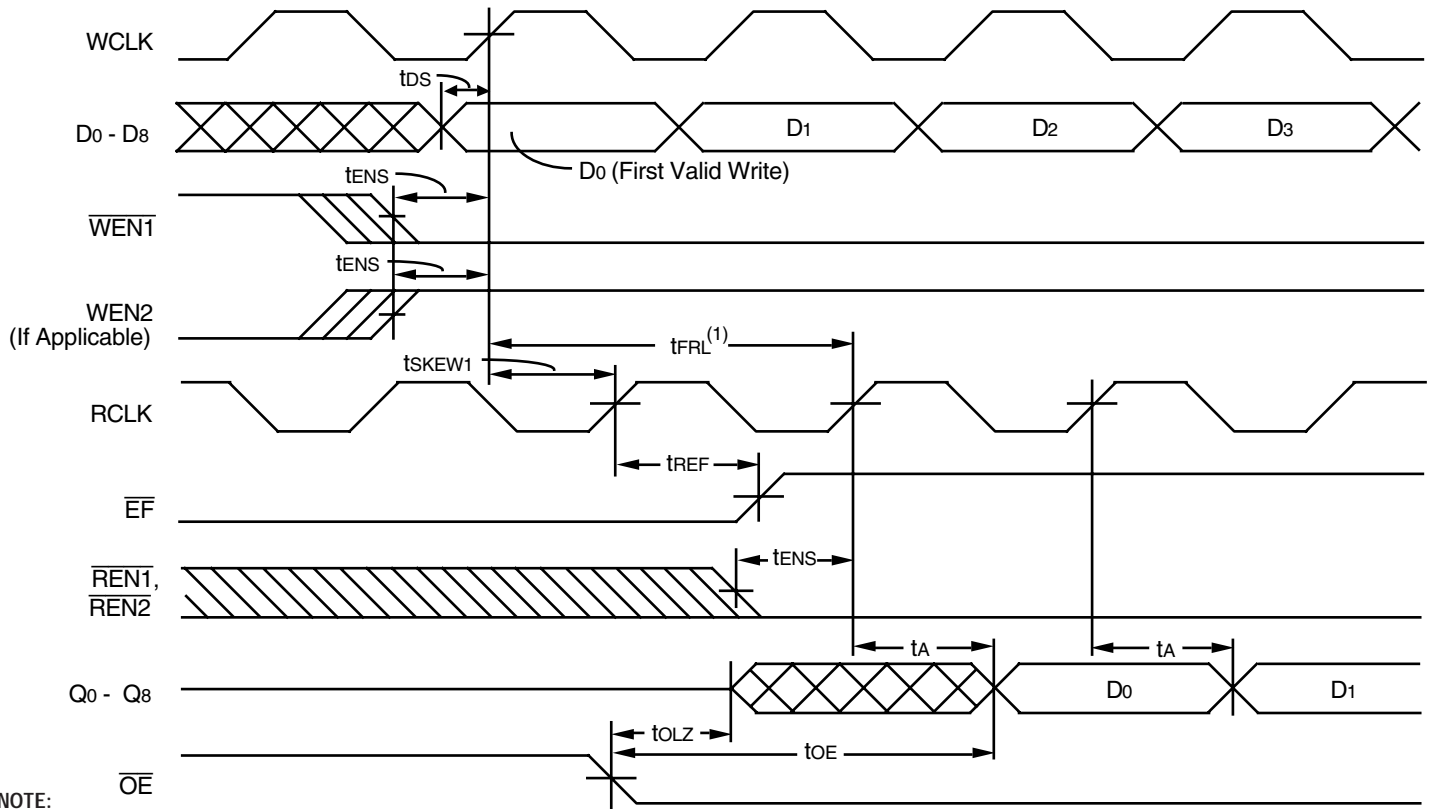 WCLK
tDS
D0 - D8
D1
D2
D3
D0 (First Valid Write)
tENS
WEN1
tENS
WEN2
(If Applicable)
tFRL(1)
tSKEW1
RCLK
tREF
EF
tENS
REN1,
REN2
tA
tA
Q0 - Q8
D0
D1
tOLZ
tOE
OE
NOTE: